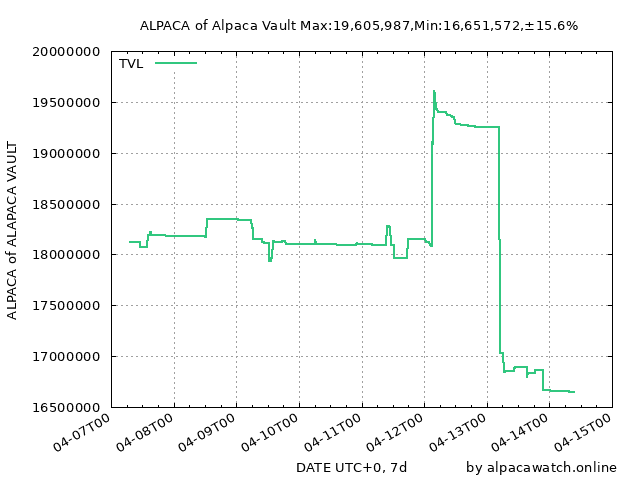 ALPACA of Alpaca Vault Max:19,605,987,Min:16,651,572,±15.6%
TVL
20000000
19500000
19000000
18500000
18000000
17500000
17000000
16500000
ALPACA of ALAPACA VAULT
04-07T00
04-08T00
04-09T00
04-10T00
04-11T00
04-12T00
04-13T00
04-14T00
04-15T00
DATE UTC+0, 7d
by alpacawatch.online